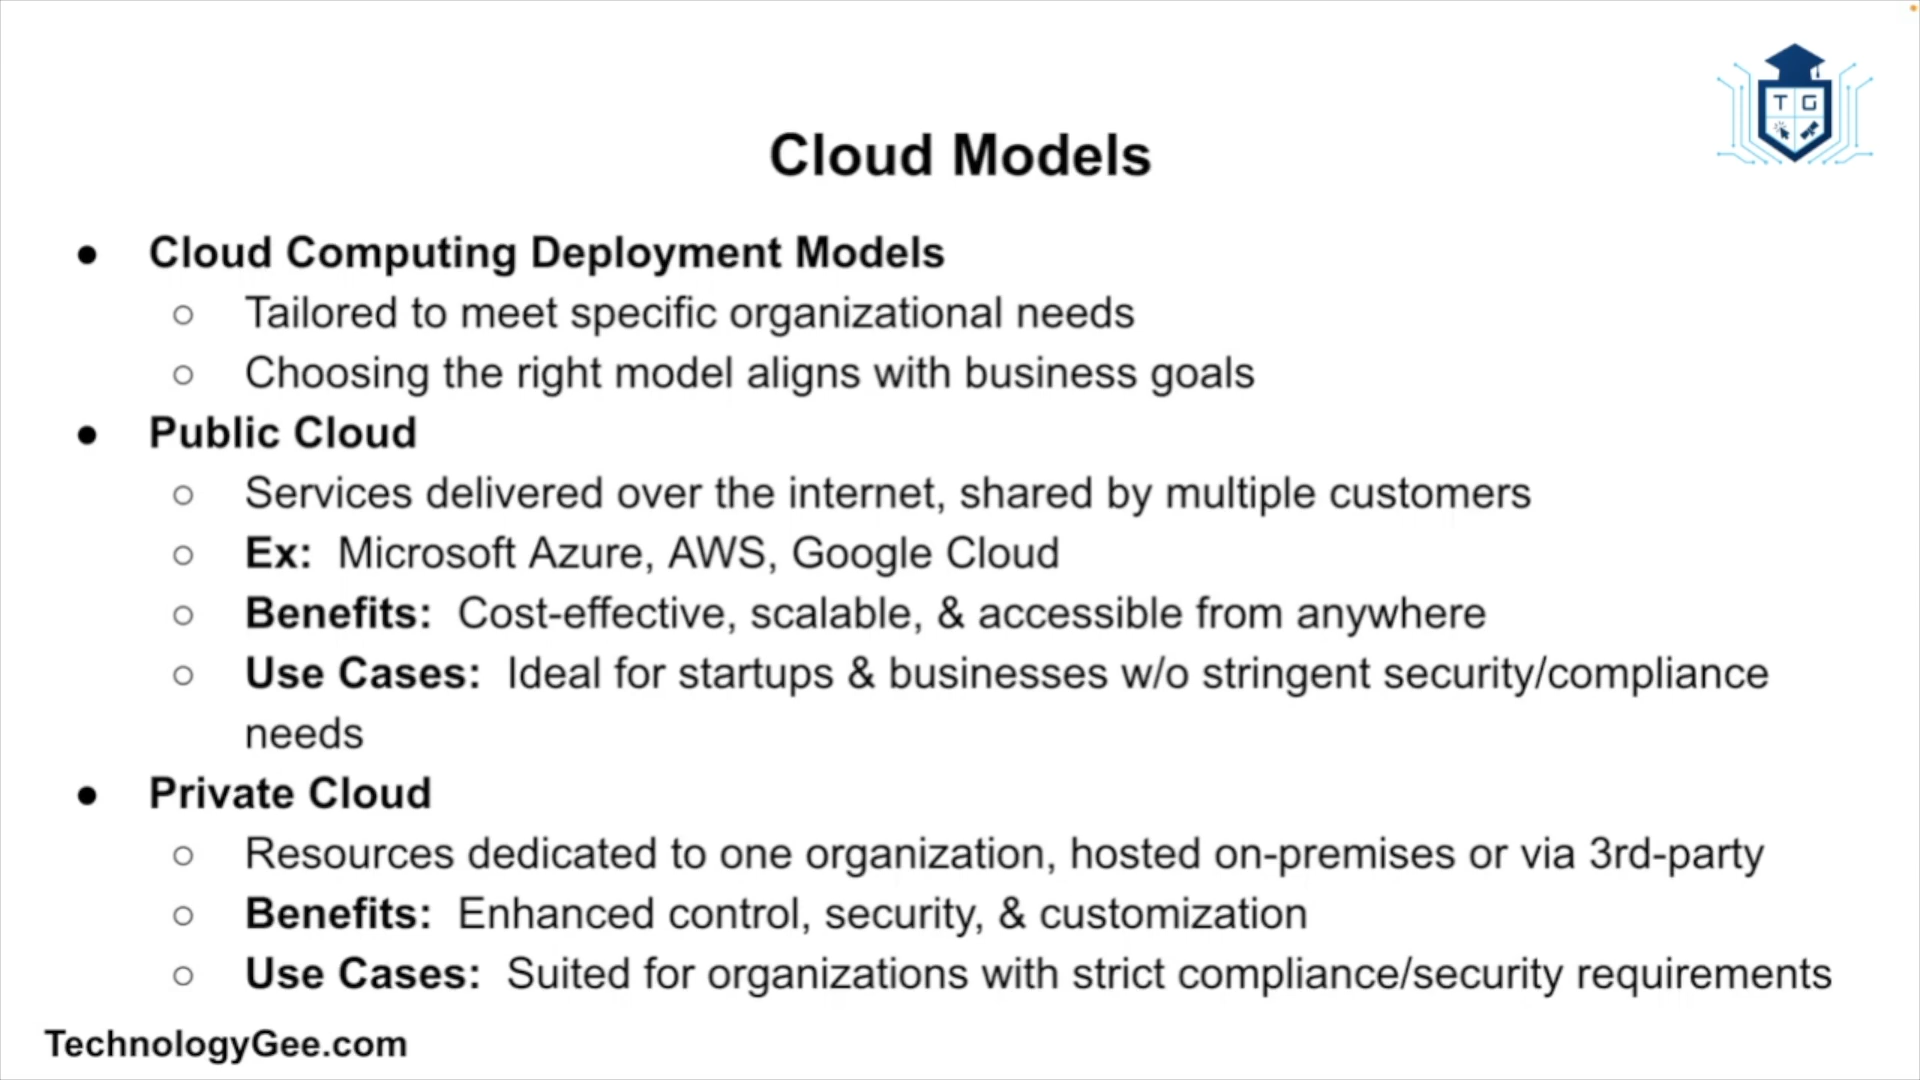 T G
Cloud Models
● Cloud Computing Deployment Models
○ Tailored to meet specific organizational needs
○ Choosing the right model aligns with business goals
● Public Cloud
○ Services delivered over the internet, shared by multiple customers
○ Ex: Microsoft Azure, AWS, Google Cloud
○ Benefits: Cost-effective, scalable, & accessible from anywhere
○ Use Cases: Ideal for startups & businesses w/o stringent security/compliance
needs
● Private Cloud
○ Resources dedicated to one organization, hosted on-premises or via 3rd-party
○ Benefits: Enhanced control, security, & customization
○ Use Cases: Suited for organizations with strict compliance/security requirements
TechnologyGee.com